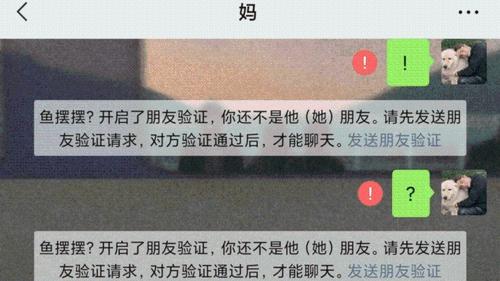 妈
!
鱼摆摆?开启了朋友验证,你还不是他(她)朋友。请先发送朋
友验证请求,对方验证通过后,才能聊天。发送朋友验证
?
鱼摆摆?开启了朋友验证,你还不是他(她)朋友。请先发送朋
友验证请求,对方验证通过后,才能聊天。发送朋友验证